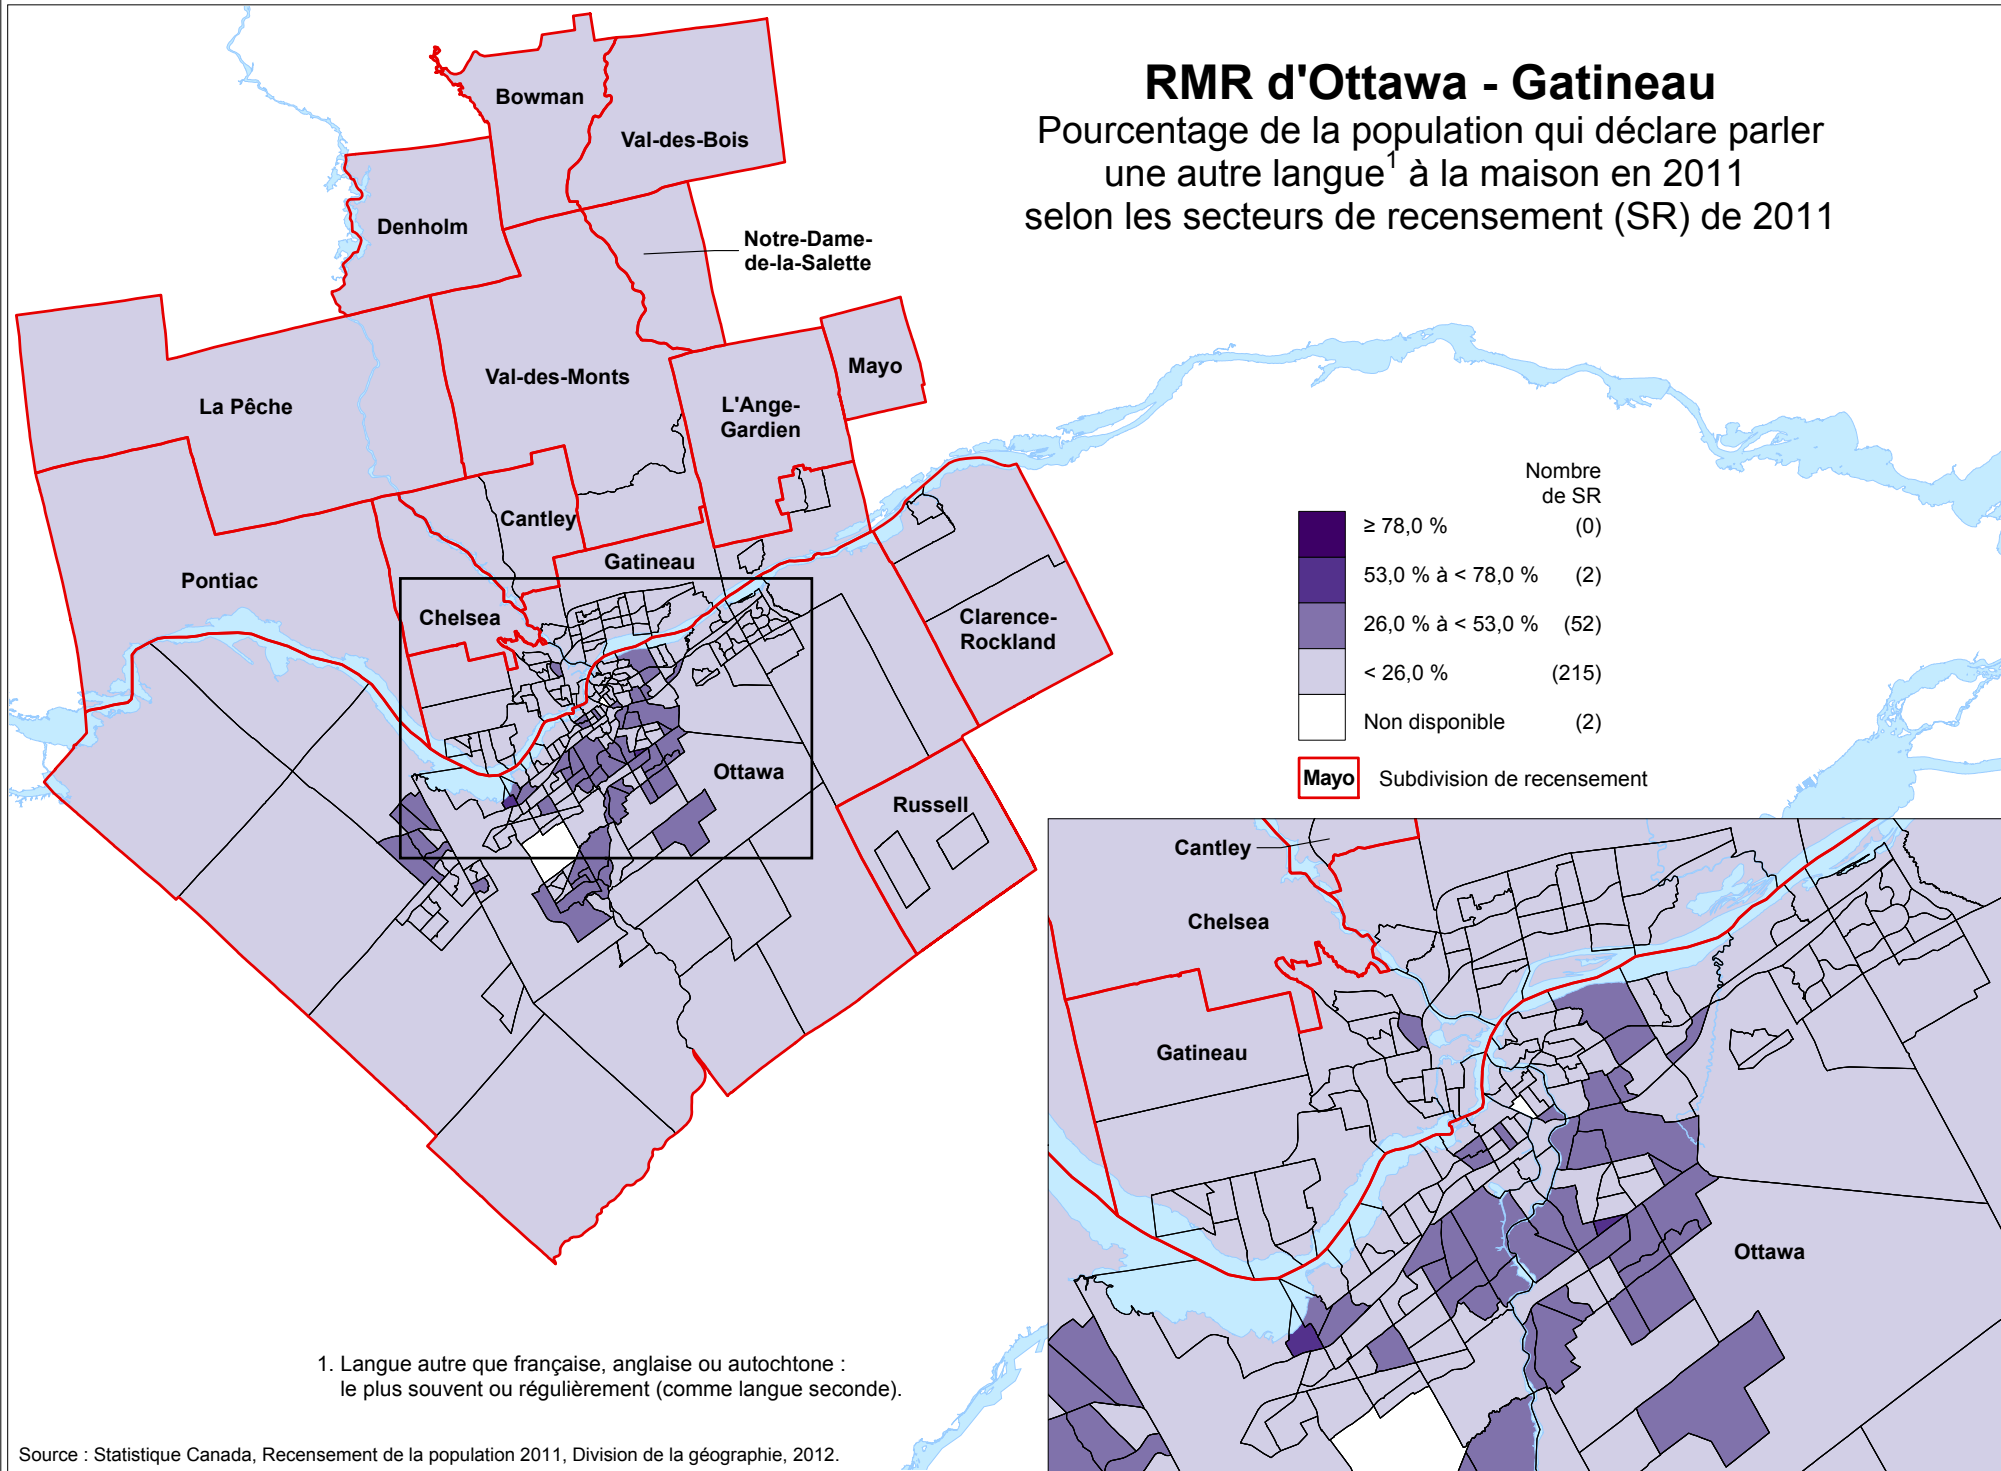 RMR d'Ottawa - Gatineau
Pourcentage de la population qui déclare parler
une autre langue¹ à la maison en 2011
selon les secteurs de recensement (SR) de 2011
Bowman
Val-des-Bois
Denholm
Notre-Dame-
de-la-Salette
Mayo
Val-des-Monts
La Pêche
L'Ange-
Gardien
Cantley
Gatineau
Pontiac
Chelsea
Clarence-
Rockland
Ottawa
Russell
Nombre
de SR
≥ 78,0 % (0)
53,0 % à < 78,0 % (2)
26,0 % à < 53,0 % (52)
< 26,0 % (215)
Non disponible (2)
Mayo Subdivision de recensement
Cantley
Chelsea
Gatineau
Ottawa
1. Langue autre que française, anglaise ou autochtone :
le plus souvent ou régulièrement (comme langue seconde).
Source : Statistique Canada, Recensement de la population 2011, Division de la géographie, 2012.